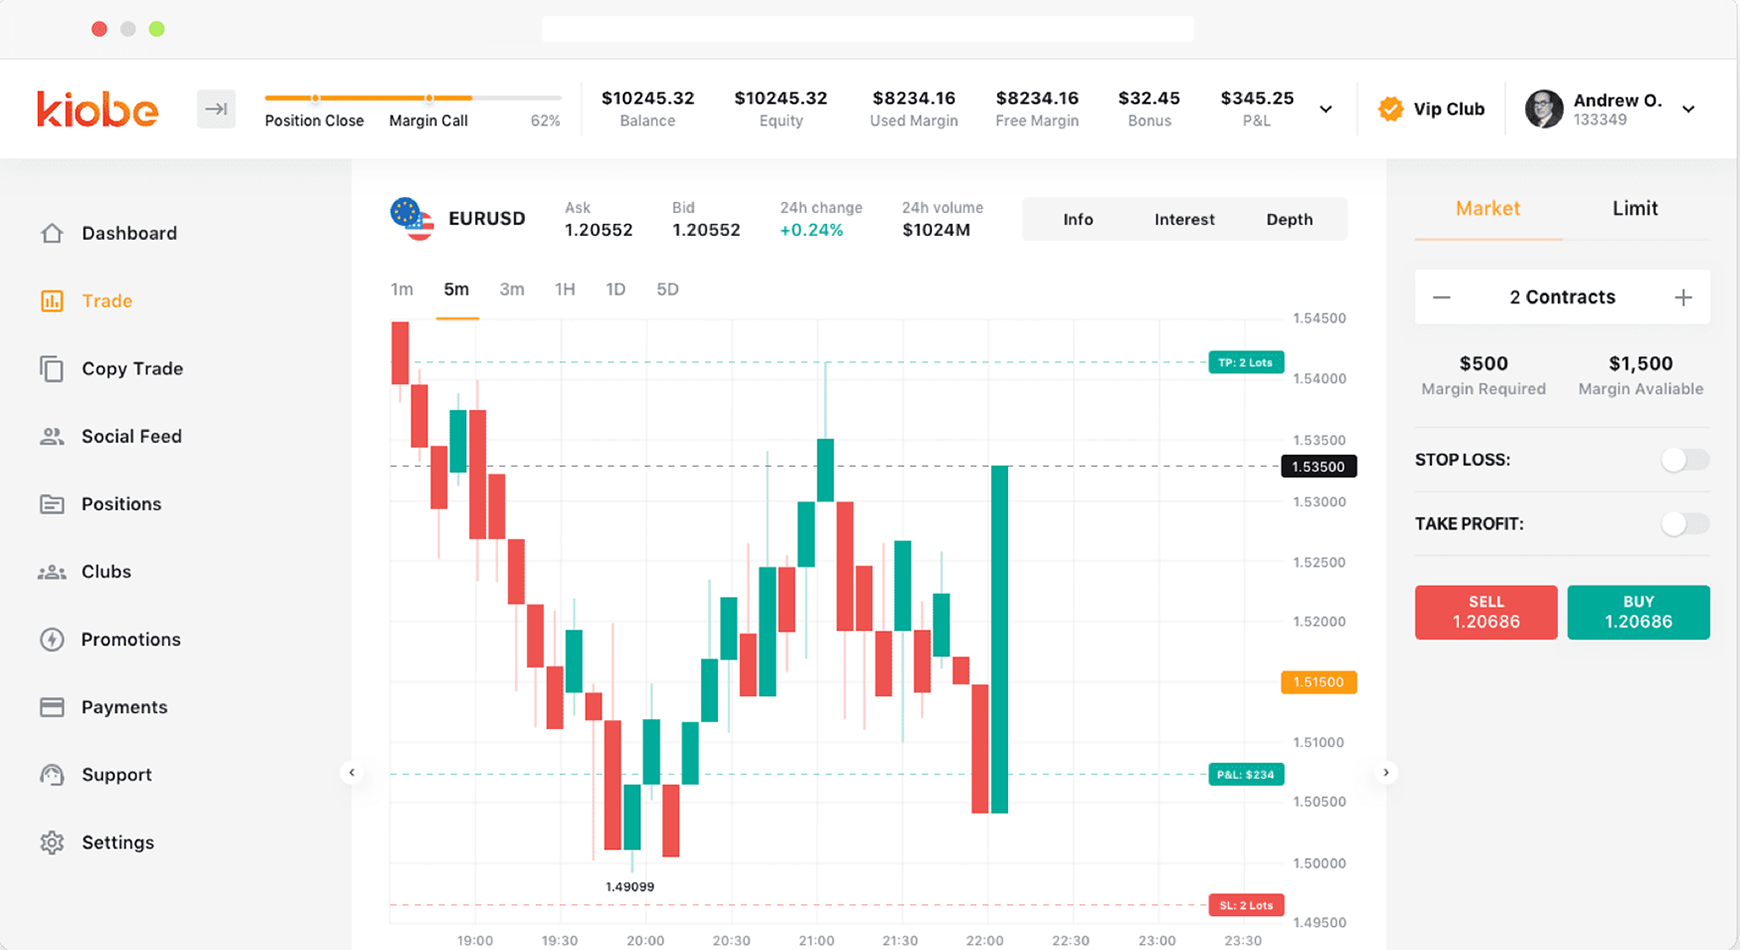 kiobe
Position Close Margin Call 62%
$10245.32 $10245.32 $8234.16 $8234.16 $32.45 $345.25
Balance Equity Used Margin Free Margin Bonus P&L
Vip Club
Andrew O.
133349
Dashboard
Trade
Copy Trade
Social Feed
Positions
Clubs
Promotions
Payments
Support
Settings
EURUSD
Ask Bid 24h change 24h volume
1.20552 1.20552 +0.24% $1024M
Info Interest Depth
1m 5m 3m 1H 1D 5D
1.54500
TP: 2 Lots
1.54000
1.53500
1.53500
1.53000
1.52500
1.52000
1.51500
1.51000
P&L: $234
1.50500
1.50000
1.49099
SL: 2 Lots
1.49500
19:00 19:30 20:00 20:30 21:00 21:30 22:00 22:30 23:00 23:30
Market Limit
2 Contracts
$500 $1,500
Margin Required Margin Avaliable
STOP LOSS:
TAKE PROFIT:
SELL BUY
1.20686 1.20686